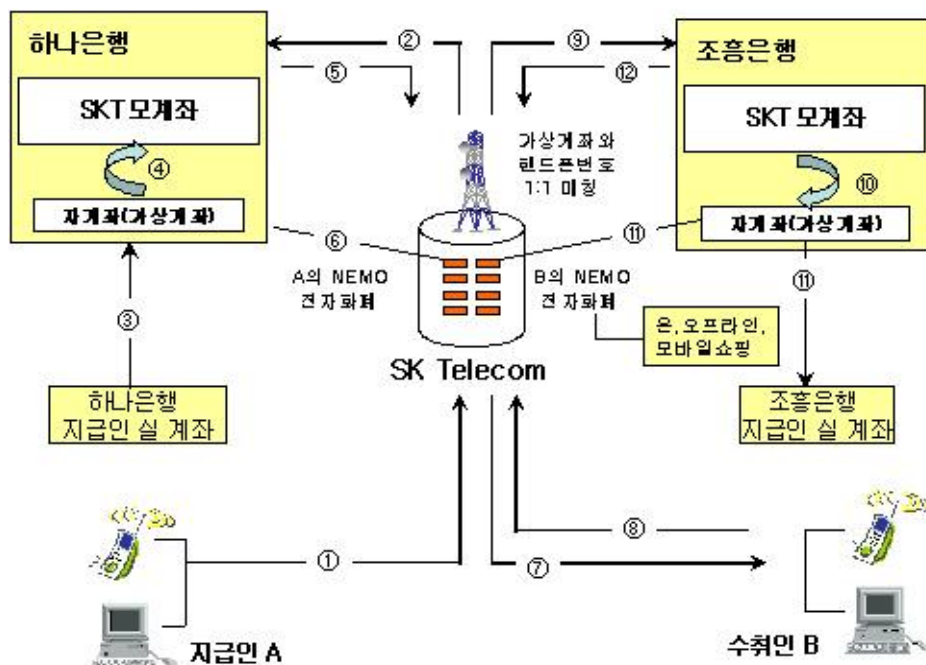 하나은행
SKT 모계좌
④
자계좌(가상계좌)
②
⑤
⑨
⑫
가상계좌와
핸드폰번호
1:1 매칭
조흥은행
SKT 모계좌
⑩
자계좌(가상계좌)
⑥
⑪
⑪
A의 NEMO
전자화폐
B의 NEMO
전자화폐
③
온,오프라인,
모바일쇼핑
SK Telecom
하나은행
지급인 실 계좌
조흥은행
지급인 실 계좌
①
⑧
⑦
지급인 A
수취인 B